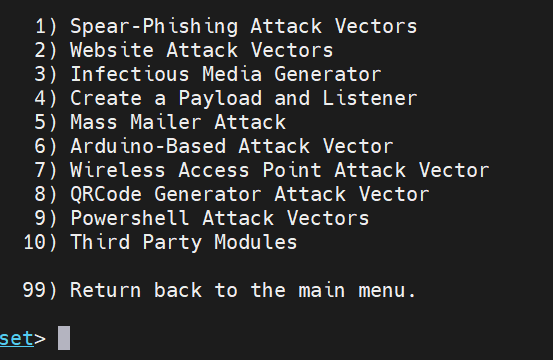 1) Spear-Phishing Attack Vectors
2) Website Attack Vectors
3) Infectious Media Generator
4) Create a Payload and Listener
5) Mass Mailer Attack
6) Arduino-Based Attack Vector
7) Wireless Access Point Attack Vector
8) QRCode Generator Attack Vector
9) Powershell Attack Vectors
10) Third Party Modules
99) Return back to the main menu.
set>